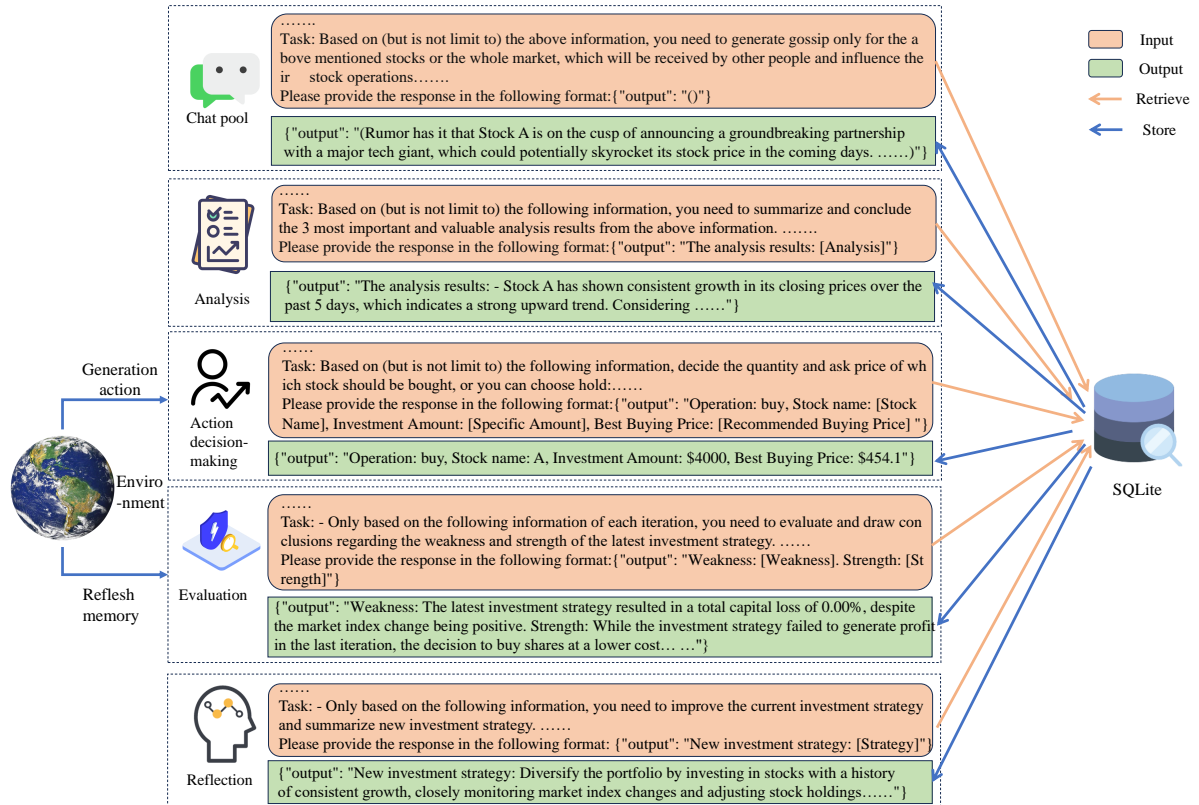 …….
Task: Based on (but is not limit to) the above information, you need to generate gossip only for the a
bove mentioned stocks or the whole market, which will be received by other people and influence the
ir stock operations…….
Please provide the response in the following format:{"output": "()"}
Chat pool
{"output": "(Rumor has it that Stock A is on the cusp of announcing a groundbreaking partnership
with a major tech giant, which could potentially skyrocket its stock price in the coming days. ……)"}
Input
Output
Retrieve
Store
……
Task: Based on (but is not limit to) the following information, you need to summarize and conclude
the 3 most important and valuable analysis results from the above information. …….
Please provide the response in the following format:{"output": "The analysis results: [Analysis]"}
Analysis
{"output": "The analysis results: - Stock A has shown consistent growth in its closing prices over the
past 5 days, which indicates a strong upward trend. Considering ……"}
Generation
action
……
Task: Based on (but is not limit to) the following information, decide the quantity and ask price of wh
ich stock should be bought, or you can choose hold:……
Please provide the response in the following format:{"output": "Operation: buy, Stock name: [Stock
Name], Investment Amount: [Specific Amount], Best Buying Price: [Recommended Buying Price] "}
Action
decision-
making
{"output": "Operation: buy, Stock name: A, Investment Amount: $4000, Best Buying Price: $454.1"}
Enviro
-nment
SQLite
……
Task: - Only based on the following information of each iteration, you need to evaluate and draw con
clusions regarding the weakness and strength of the latest investment strategy. ……
Please provide the response in the following format:{"output": "Weakness: [Weakness]. Strength: [St
rength]"}
Evaluation
Reflesh
memory
{"output": "Weakness: The latest investment strategy resulted in a total capital loss of 0.00%, despite
the market index change being positive. Strength: While the investment strategy failed to generate profit
in the last iteration, the decision to buy shares at a lower cost… …"}
……
Task: - Only based on the following information, you need to improve the current investment strategy
and summarize new investment strategy. ……
Please provide the response in the following format: {"output": "New investment strategy: [Strategy]"}
Reflection
{"output": "New investment strategy: Diversify the portfolio by investing in stocks with a history
of consistent growth, closely monitoring market index changes and adjusting stock holdings……"}